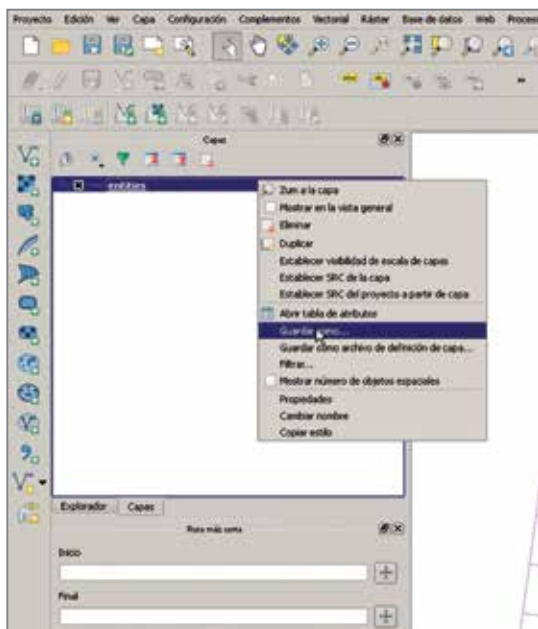 Proyecto Edición Ver Capa Configuración Complementos Vectorial Ráster Base de datos Web Proces
Capas
entities
Zum a la capa
Mostrar en la vista general
Eliminar
Duplicar
Establecer visibilidad de escala de capas
Establecer SRC de la capa
Establecer SRC del proyecto a partir de capa
Abrir tabla de atributos
Guardar como...
Guardar como archivo de definición de capa...
Filtrar...
Mostrar número de objetos espaciales
Propiedades
Cambiar nombre
Copiar estilo
Explorador Capas
Ruta más corta
Inicio
Final